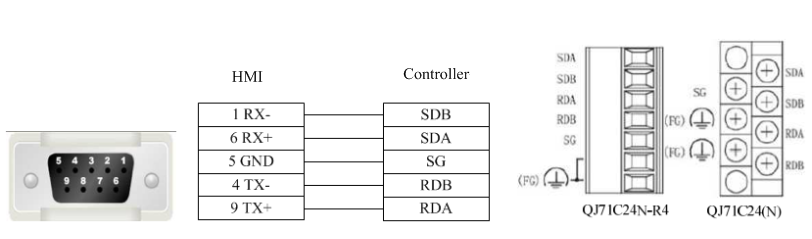 HMI
Controller
1 RX-
SDB
6 RX+
SDA
5 GND
SG
4 TX-
RDB
9 TX+
RDA
5 4 3 2 1
9 8 7 6
SDA
SDB
RDA
RDB
SG
(FG)
QJ71C24N-R4
SG
(FG)
(FG)
SDA
SDB
RDA
RDB
QJ71C24(N)